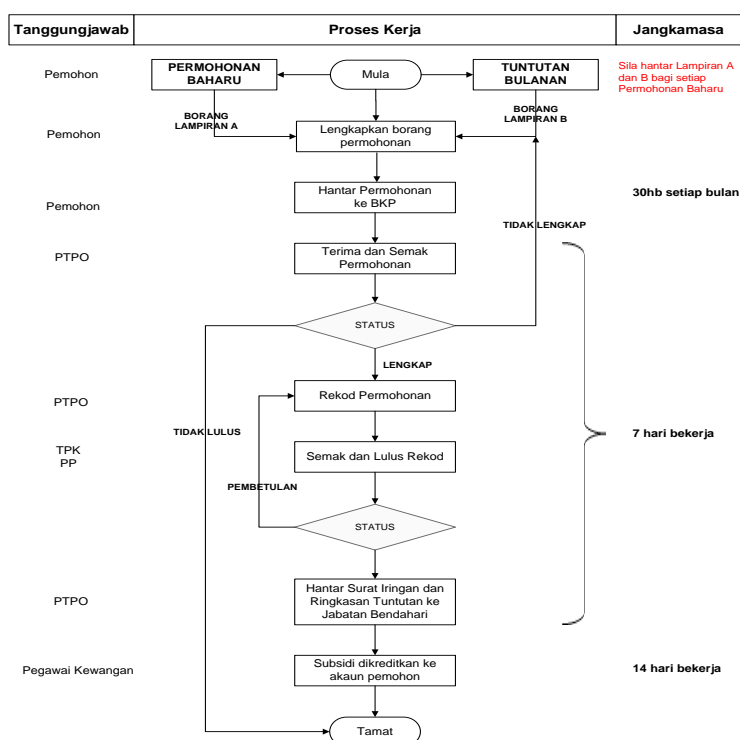 Tanggungjawab
Proses Kerja
Jangkamasa
Pemohon
PERMOHONAN
BAHARU
Mula
TUNTUTAN
BULANAN
Sila hantar Lampiran A
dan B bagi setiap
Permohonan Baharu
BORANG
LAMPIRAN A
BORANG
LAMPIRAN B
Pemohon
Lengkapkan borang
permohonan
Pemohon
Hantar Permohonan
ke BKP
30hb setiap bulan
TIDAK LENGKAP
PTPO
Terima dan Semak
Permohonan
STATUS
LENGKAP
PTPO
Rekod Permohonan
TIDAK LULUS
7 hari bekerja
TPK
PP
Semak dan Lulus Rekod
PEMBETULAN
STATUS
PTPO
Hantar Surat Iringan dan
Ringkasan Tuntutan ke
Jabatan Bendahari
Pegawai Kewangan
Subsidi dikreditkan ke
akaun pemohon
14 hari bekerja
Tamat